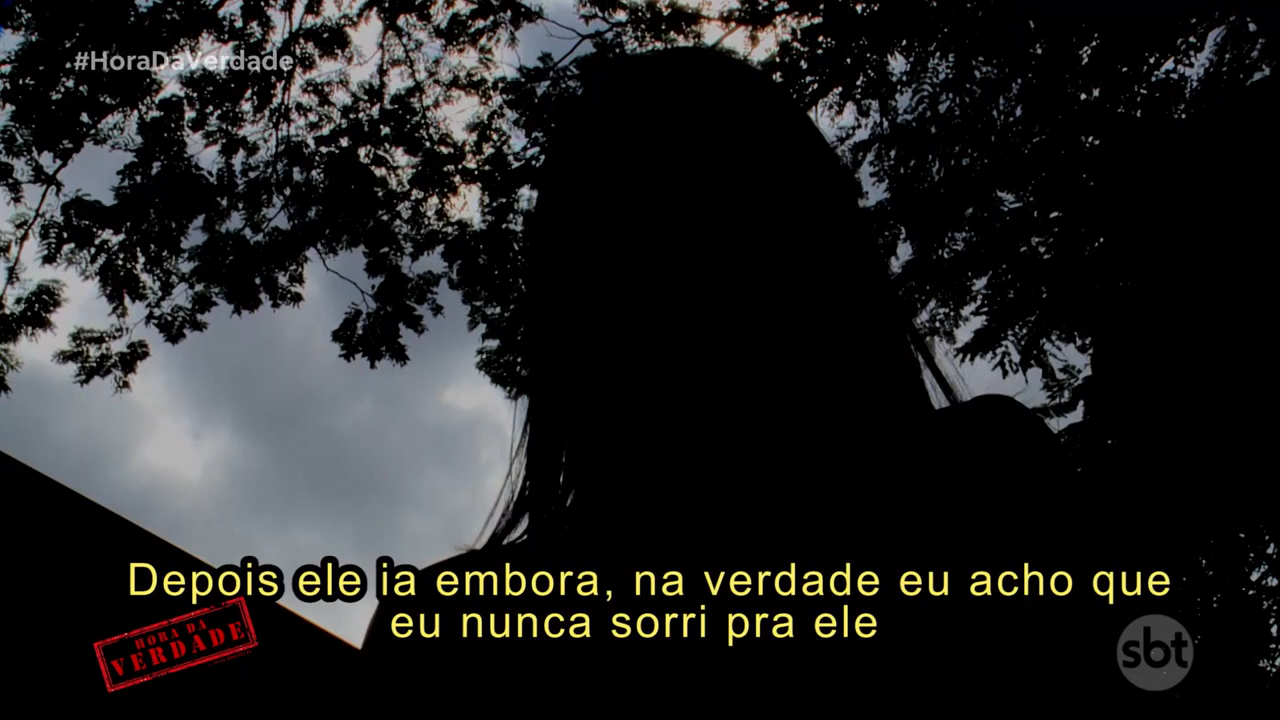 #HoraDaVerdade
Depois ele ia embora, na verdade eu acho que
eu nunca sorri pra ele
HORA DA
VERDADE
sbt